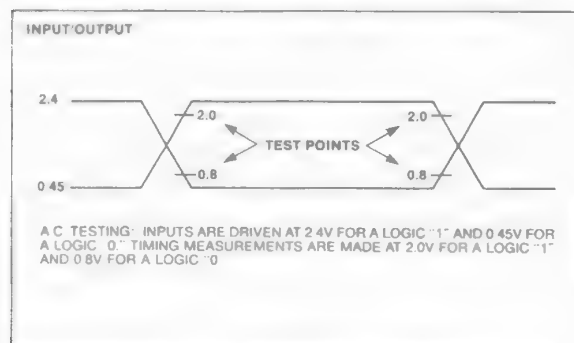 INPUT/OUTPUT
2.4
2.0
2.0
TEST POINTS
0.8
0.8
0 45
A C TESTING: INPUTS ARE DRIVEN AT 2 4V FOR A LOGIC "1" AND 0 45V FOR
A LOGIC "0." TIMING MEASUREMENTS ARE MADE AT 2.0V FOR A LOGIC "1"
AND 0 8V FOR A LOGIC "0